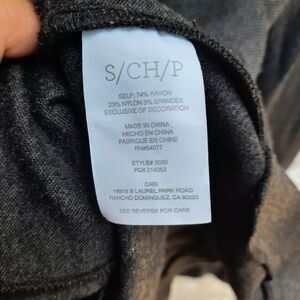 S/CH/P
SELF: 74% RAYON
23% NYLON 3% SPANDEX
EXCLUSIVE OF DECORATION
MADE IN CHINA
HECHO EN CHINA
FABRIQUE EN CHINE
RN#94077
STYLE# 3030
PO# 214052
CABI
18915 S LAUREL PARK ROAD
RANCHO DOMINGUEZ, CA 90220
SEE REVERSE FOR CARE